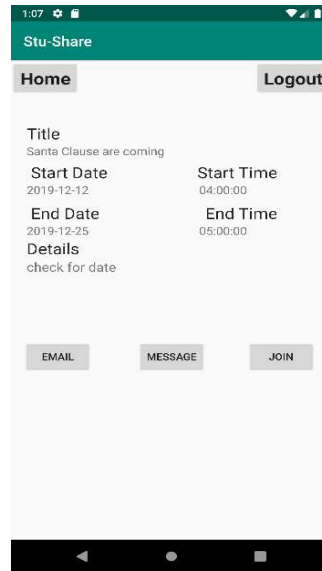 1:07
Stu-Share
Home Logout
Title
Santa Clause are coming
Start Date Start Time
2019-12-12 04:00:00
End Date End Time
2019-12-25 05:00:00
Details
check for date
EMAIL MESSAGE JOIN